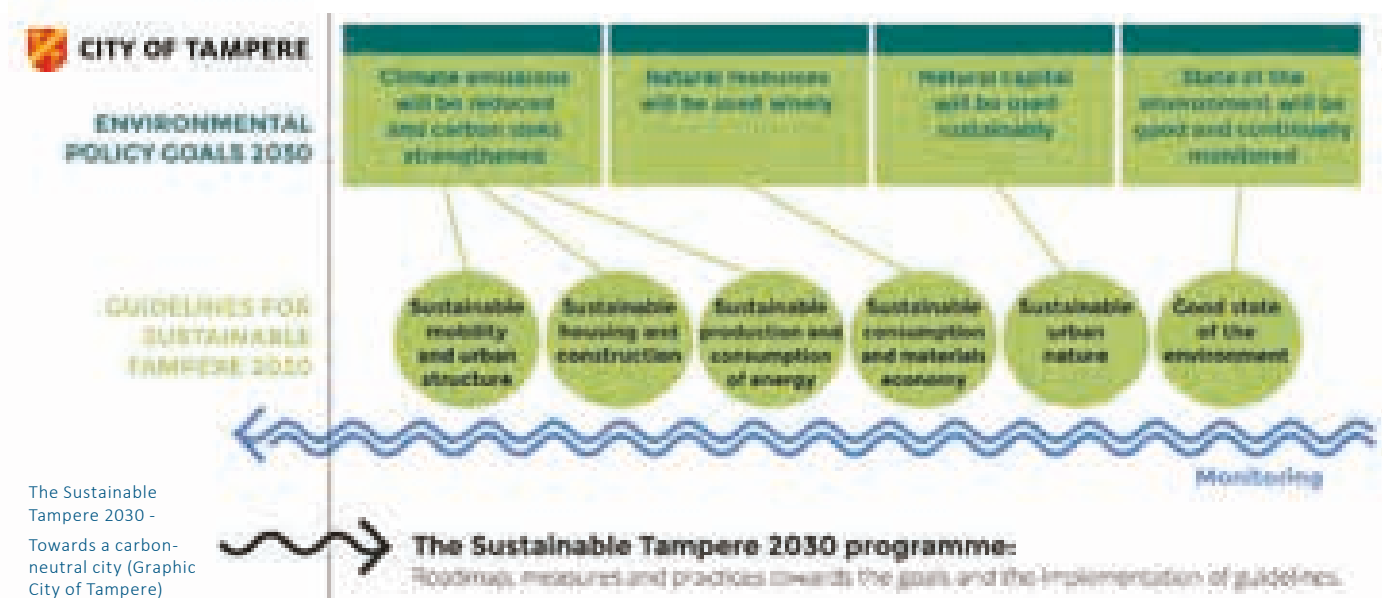 CITY OF TAMPERE
ENVIRONMENTAL
POLICY GOALS 2030
Climate emissions
will be reduced
and carbon sinks
strengthened
Natural resources
will be used wisely
Natural capital
will be used
sustainably
State of the
environment will be
good and continually
monitored
GUIDELINES FOR
SUSTAINABLE
TAMPERE 2030
Sustainable
mobility
and urban
structure
Sustainable
housing and
construction
Sustainable
production and
consumption
of energy
Sustainable
consumption
and materials
economy
Sustainable
urban
nature
Good state
of the
environment
Monitoring
The Sustainable
Tampere 2030 -
Towards a carbon-
neutral city (Graphic
City of Tampere)
The Sustainable Tampere 2030 programme:
Roadmap, measures and practices towards the goals and the implementation of guidelines.